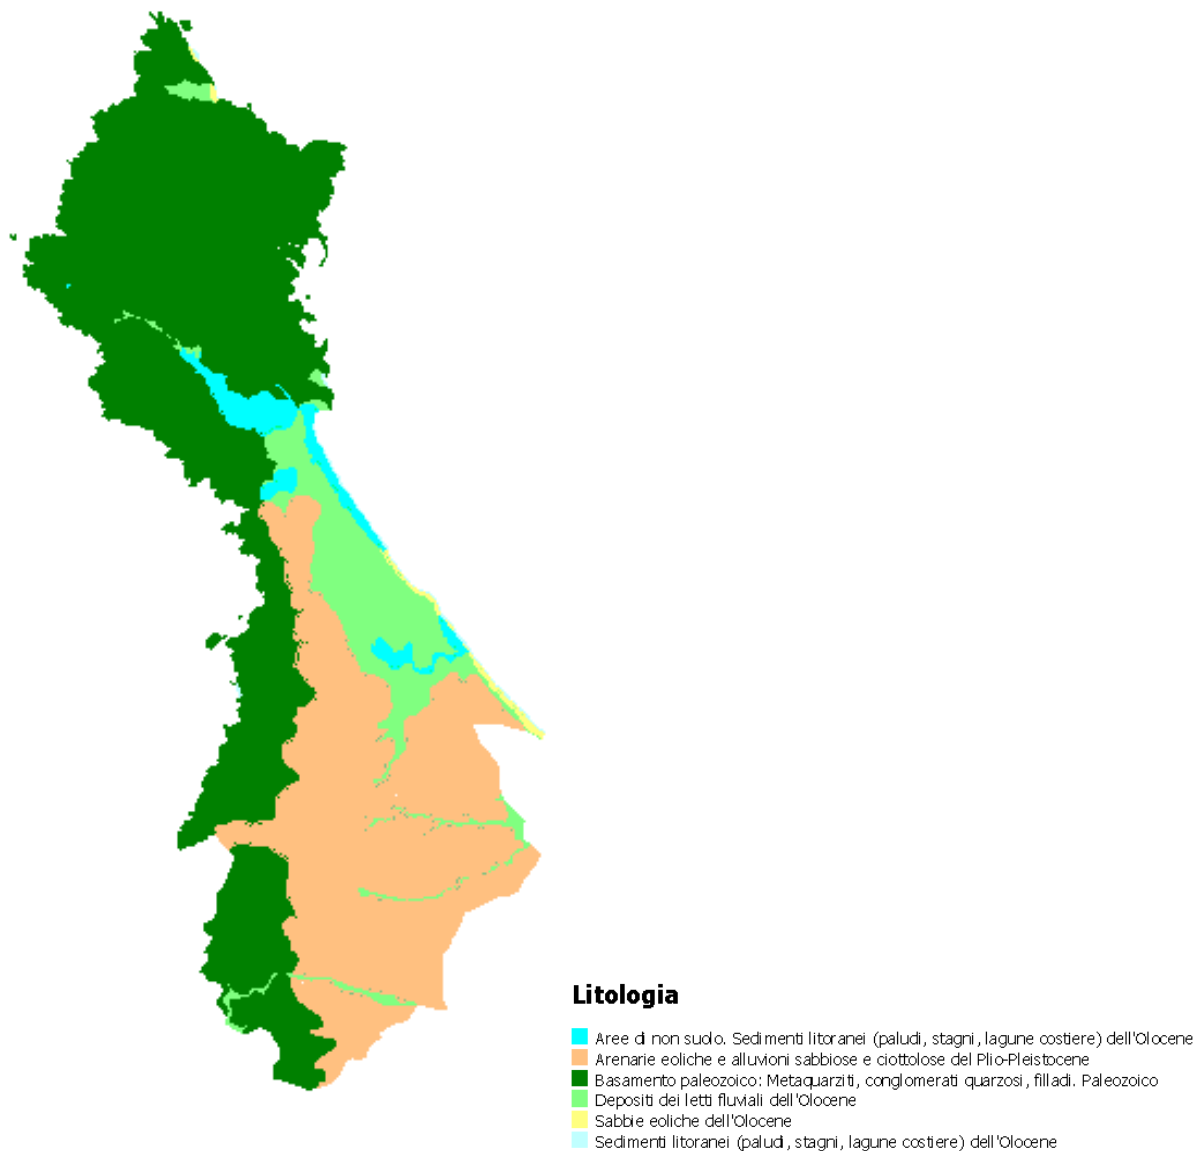 Litologia
Aree di non suolo. Sedimenti litoranei (paludi, stagni, lagune costiere) dell'Olocene
Arenarie eoliche e alluvioni sabbiose e ciottolose del Plio-Pleistocene
Basamento paleozoico: Metaquarziti, conglomerati quarzosi, filladi. Paleozoico
Depositi dei letti fluviali dell'Olocene
Sabbie eoliche dell'Olocene
Sedimenti litoranei (paludi, stagni, lagune costiere) dell'Olocene